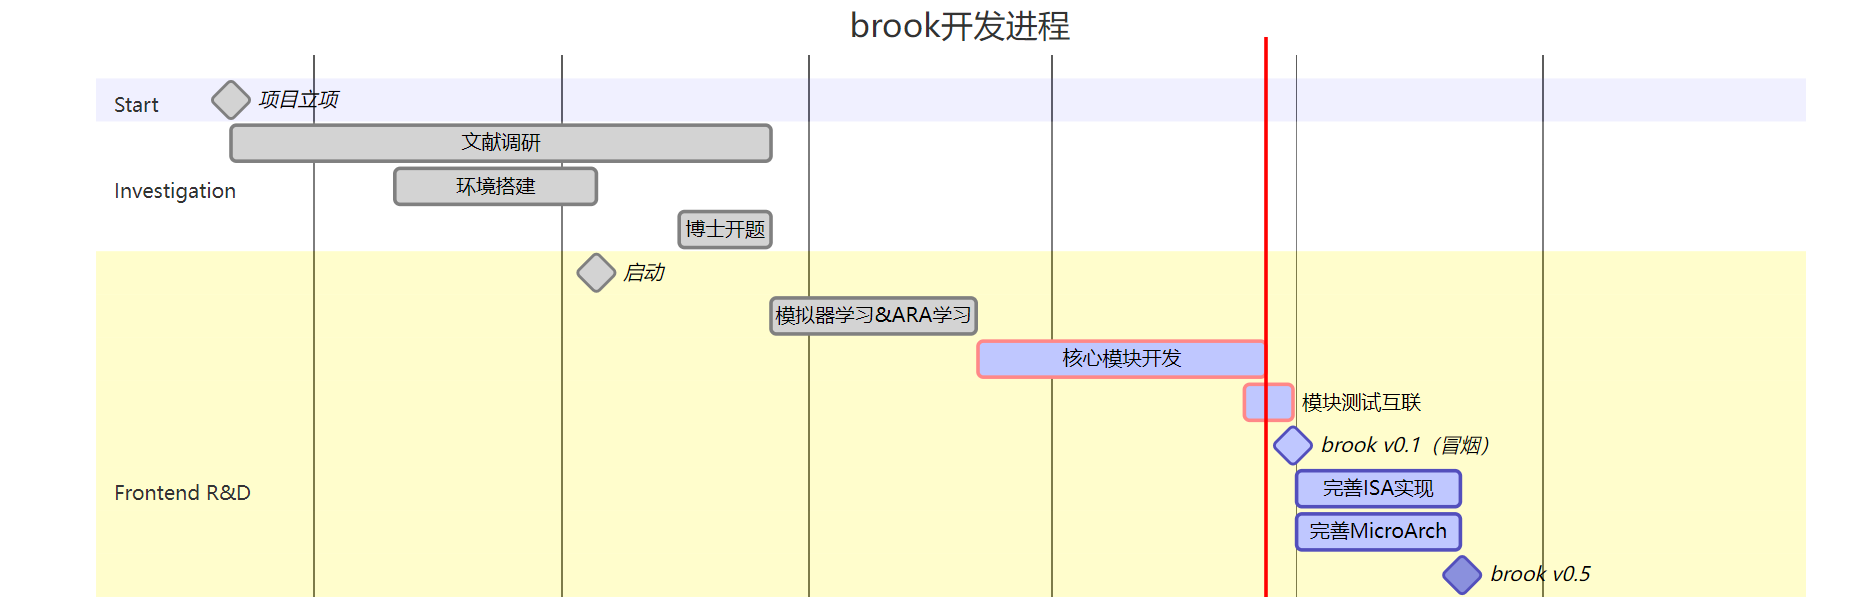 brook开发进程
Start
项目立项
文献调研
Investigation
环境搭建
博士开题
启动
模拟器学习&ARA学习
核心模块开发
模块测试互联
brook v0.1（冒烟）
Frontend R&D
完善ISA实现
完善MicroArch
brook v0.5